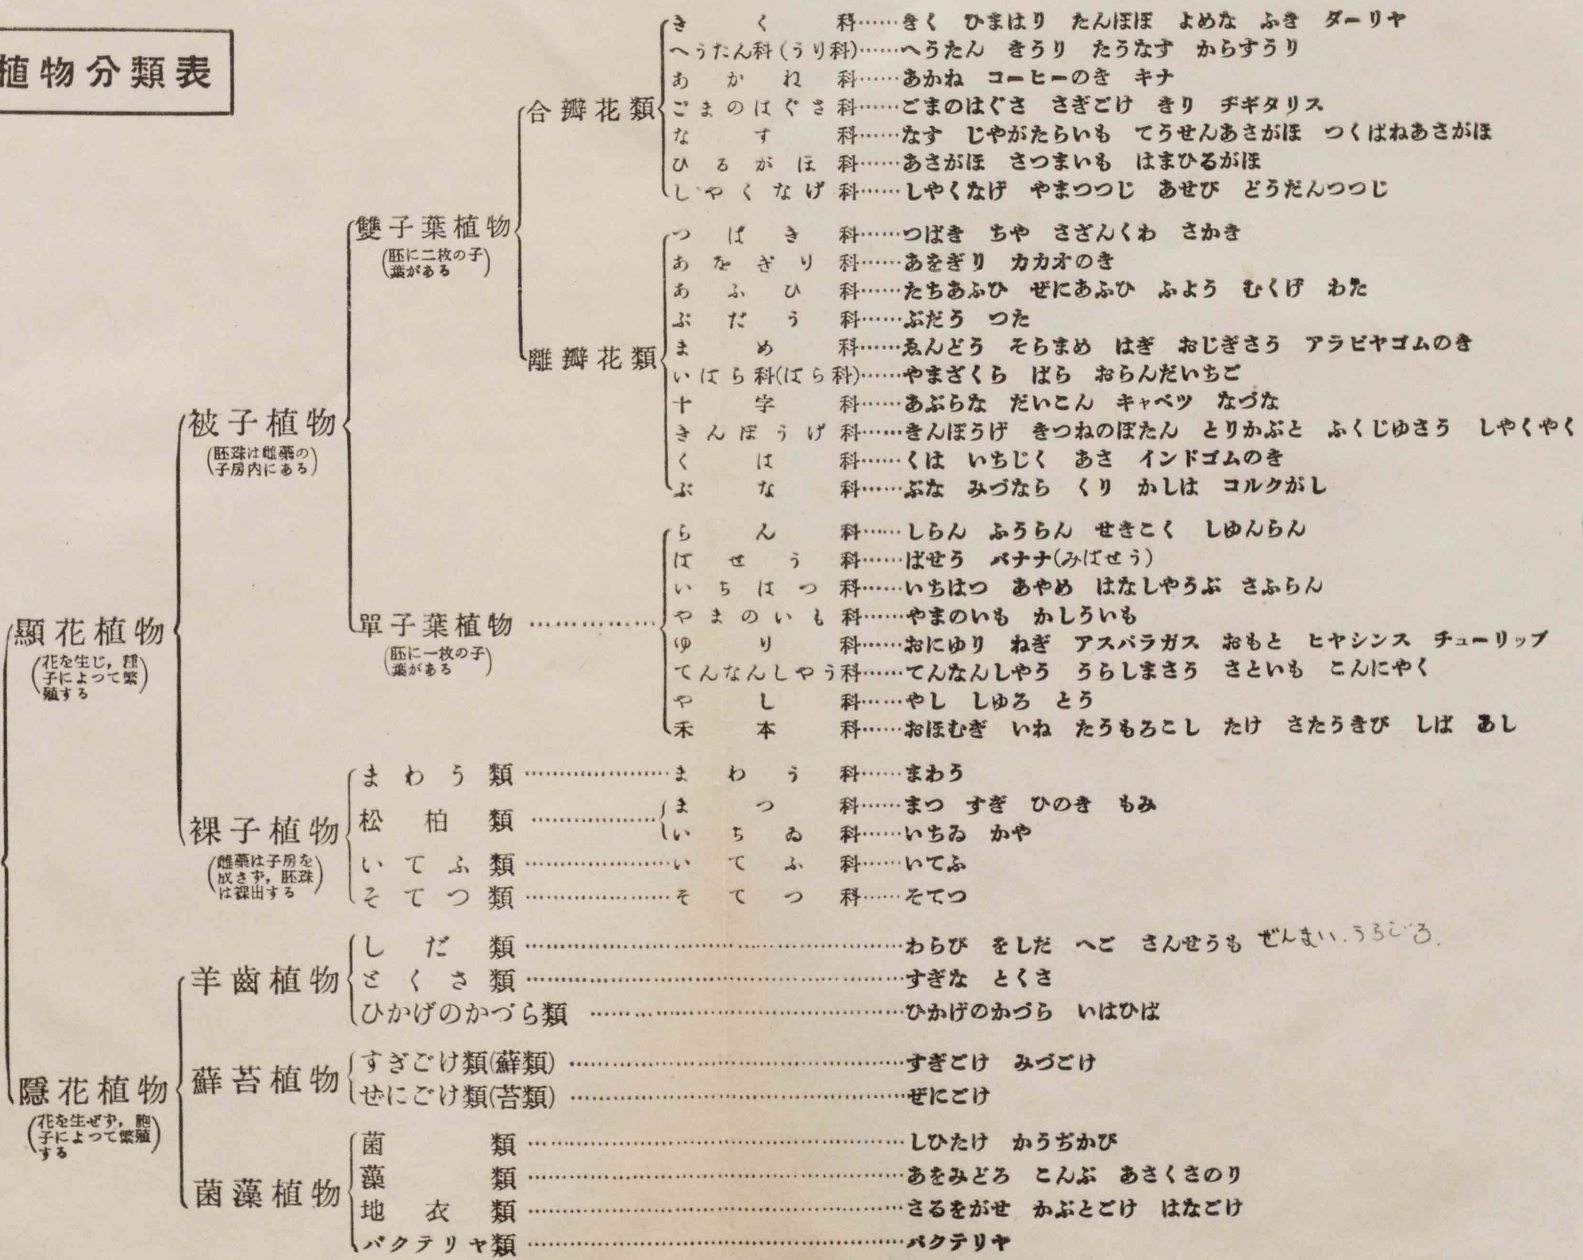 植物分類表
顯花植物
(花を生じ，種子によつて繁殖する)
被子植物
(胚珠は雌蘂の子房内にある)
雙子葉植物
(胚に二枚の子葉がある)
合瓣花類
きく科……きく ひまはり たんぽぽ よめな ふき ダーリヤ
へうたん科(うり科)……へうたん きうり たうなす からすうり
あかね科……あかね コーヒーのき キナ
ごまのはぐさ科……ごまのはぐさ さぎごけ きり ヂギタリス
なす科……なす じやがたらいも てうせんあさがほ つくばねあさがほ
ひるがほ科……あさがほ さつまいも はまひるがほ
しやくなげ科……しやくなげ やまつつじ あせび どうだんつつじ
離瓣花類
つばき科……つばき ちや さざんくわ さかき
あをぎり科……あをぎり カカオのき
あふひ科……たちあふひ ぜにあふひ ふよう むくげ わた
ぶだう科……ぶだう つた
まめ科……ゑんどう そらまめ はぎ おじぎさう アラビヤゴムのき
いばら科(ばら科)……やまざくら ばら おらんだいちご
十字科……あぶらな だいこん キャベツ なづな
きんぽうげ科……きんぽうげ きつねのぼたん とりかぶと ふくじゆさう しやくやく
くは科……くは いちじく あさ インドゴムのき
ぶな科……ぶな みづなら くり かしは コルクがし
單子葉植物
(胚に一枚の子葉がある)
らん科……しらん ふうらん せきこく しゆんらん
ばせう科……ばせう バナナ(みばせう)
いちはつ科……いちはつ あやめ はなしやうぶ さふらん
やまのいも科……やまのいも かしういも
ゆり科……おにゆり ねぎ アスパラガス おもと ヒヤシンス チューリップ
てんなんしやう科……てんなんしやう うらしまさう さといも こんにやく
やし科……やし しゆろ とう
禾本科……おほむぎ いね たうもろこし たけ さたうきび しば あし
裸子植物
(雌蘂は子房を成さず，胚珠は裸出する)
まわう類……まわう科……まわう
松柏類
まつ科……まつ すぎ ひのき もみ
いちゐ科……いちゐ かや
いてふ類……いてふ科……いてふ
そてつ類……そてつ科……そてつ
隱花植物
(花を生ぜず，胞子によつて繁殖する)
羊齒植物
しだ類……わらび をしだ へご さんせうも ぜんまい.
とくさ類……すぎな とくさ
ひかげのかづら類……ひかげのかづら いはひば
蘚苔植物
すぎごけ類(蘚類)……すぎごけ みづごけ
ぜにごけ類(苔類)……ぜにごけ
菌藻植物
菌類……しひたけ かうぢかび
藻類……あをみどろ こんぶ あさくさのり
地衣類……さるをがせ かぶとごけ はなごけ
バクテリヤ類……バクテリヤ